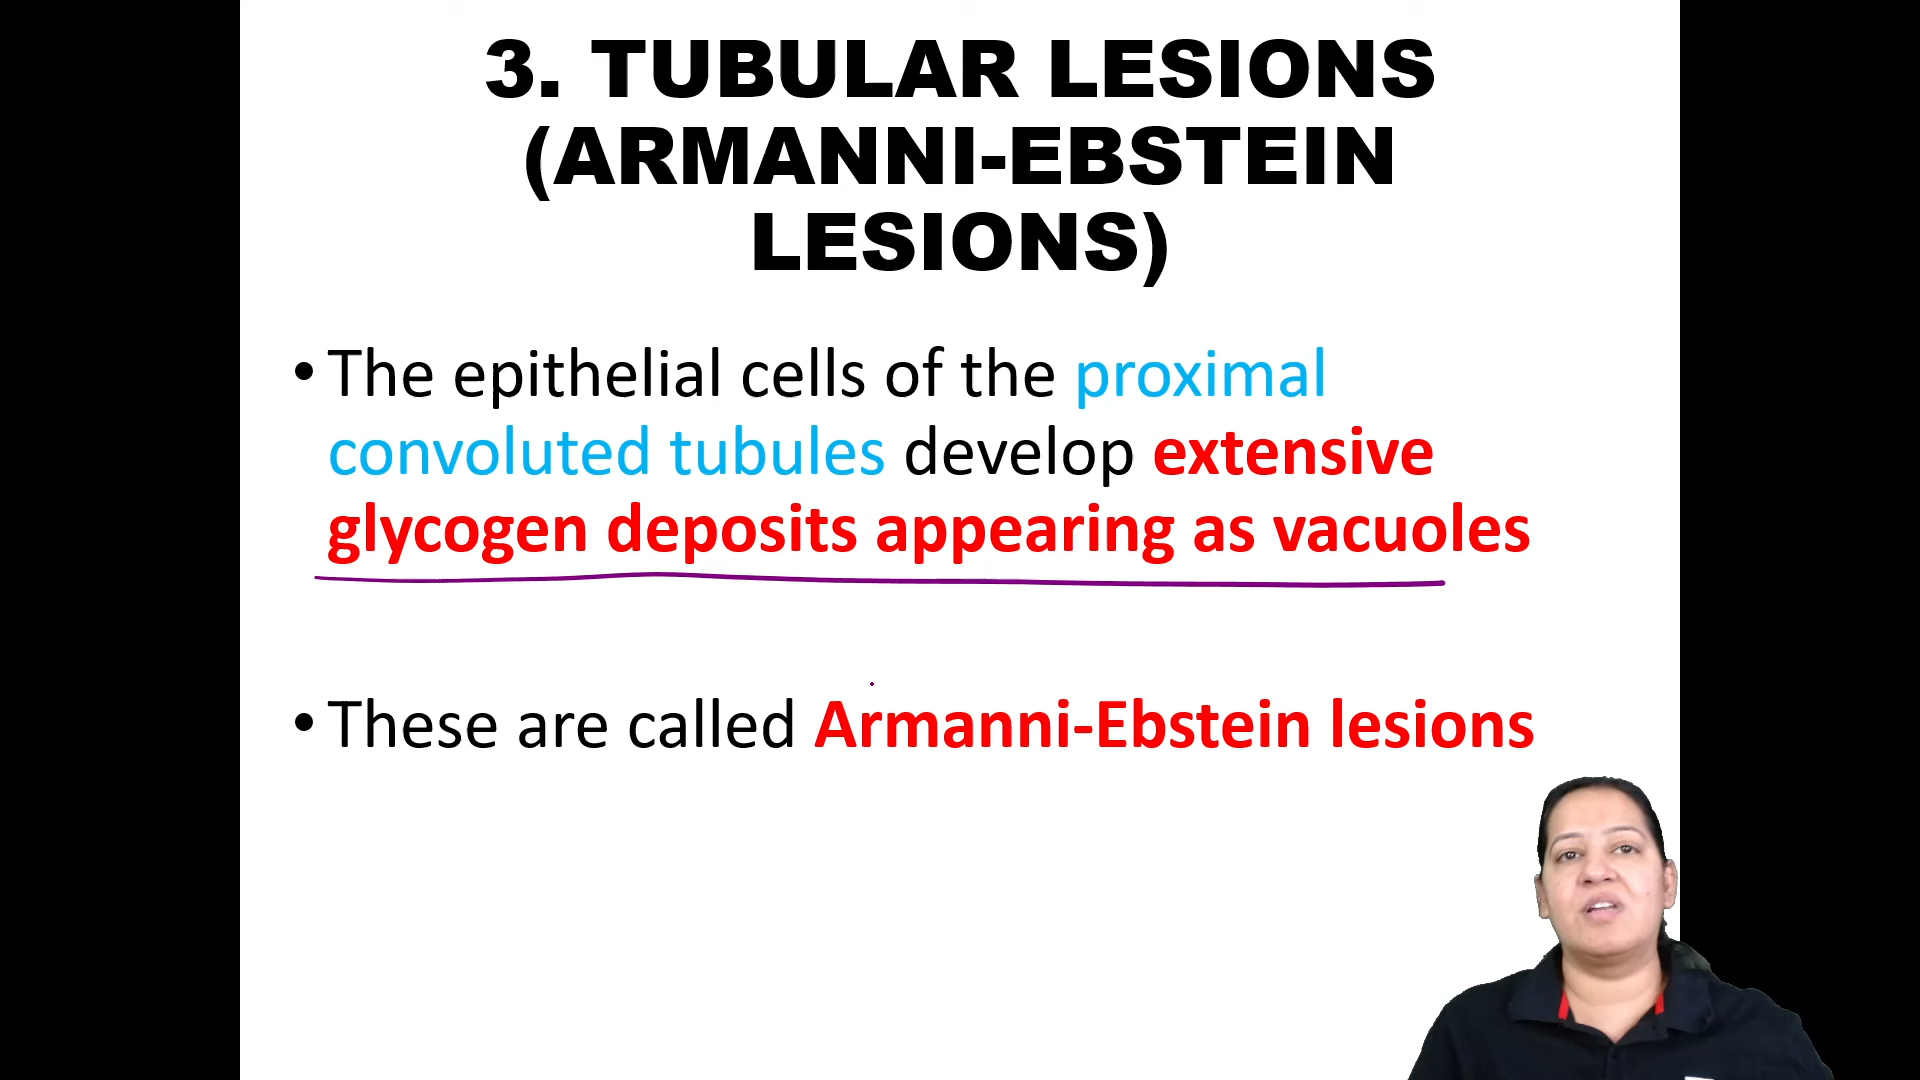 3. TUBULAR LESIONS
(ARMANNI-EBSTEIN
LESIONS)
• The epithelial cells of the proximal
convoluted tubules develop extensive
glycogen deposits appearing as vacuoles
• These are called Armanni-Ebstein lesions